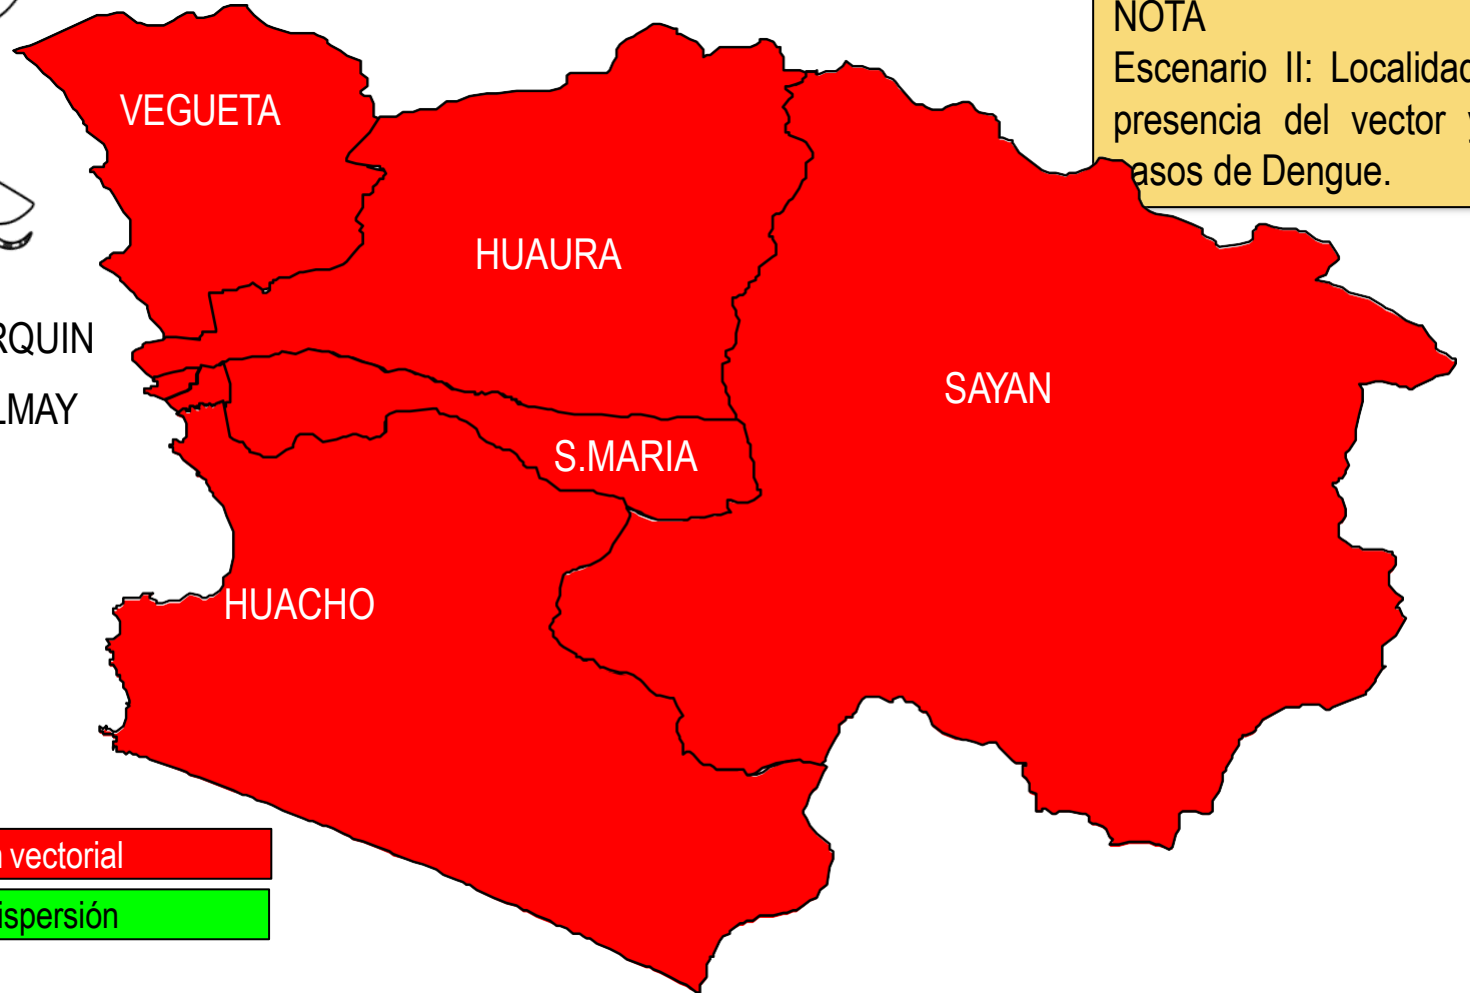 NOTA
Escenario II: Localidad
presencia del vector y
asos de Dengue.
VEGUETA
HUAURA
RQUIN
LMAY
SAYAN
S.MARIA
HUACHO
vectorial
ispersión